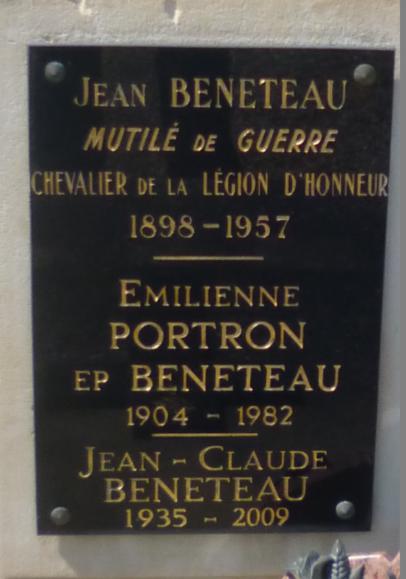 JEAN BENETEAU
MUTILÉ DE GUERRE
CHEVALIER DE LA LÉGION D'HONNEUR
1898 - 1957
EMILIENNE
PORTRON
EP BENETEAU
1904 - 1982
JEAN - CLAUDE
BENETEAU
1935 - 2009